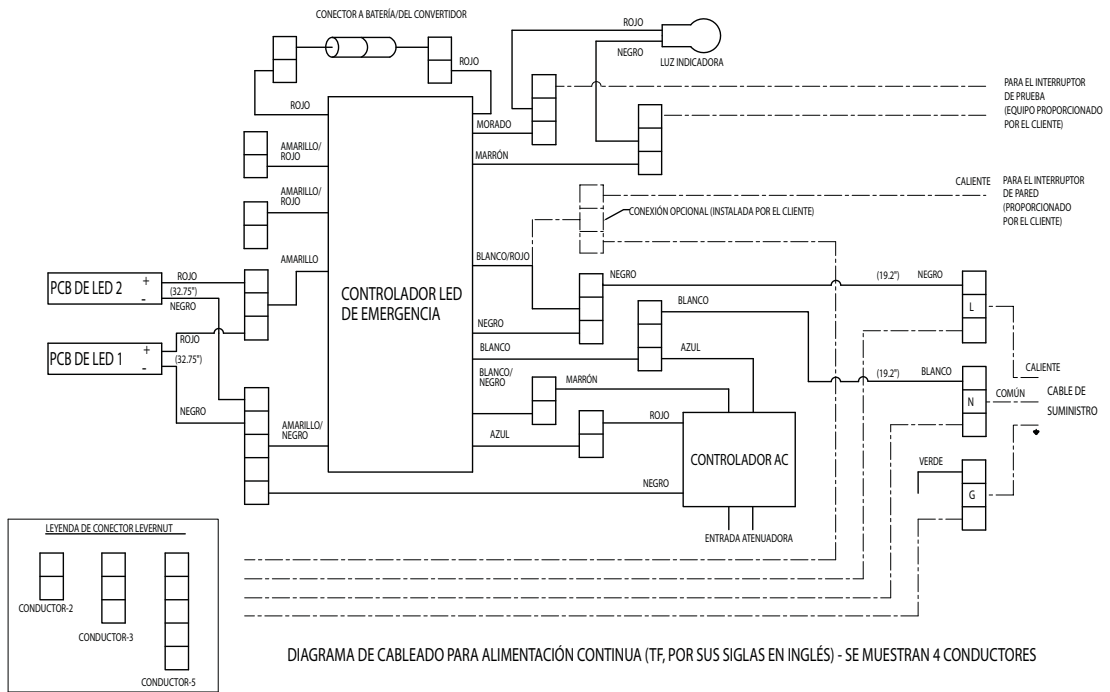 CONECTOR A BATERÍA/DEL CONVERTIDOR
ROJO
NEGRO
LUZ INDICADORA
ROJO
ROJO
PARA EL INTERRUPTOR
DE PRUEBA
(EQUIPO PROPORCIONADO
POR EL CLIENTE)
MORADO
MARRÓN
AMARILLO/
ROJO
AMARILLO/
ROJO
CALIENTE
PARA EL INTERRUPTOR
DE PARED
(PROPORCIONADO
POR EL CLIENTE)
CONEXIÓN OPCIONAL (INSTALADA POR EL CLIENTE)
AMARILLO
BLANCO/ROJO
PCB DE LED 2
+
-
ROJO
(32.75")
NEGRO
CONTROLADOR LED
DE EMERGENCIA
NEGRO
(19.2")
NEGRO
L
BLANCO
NEGRO
PCB DE LED 1
+
-
ROJO
(32.75")
BLANCO
AZUL
CALIENTE
BLANCO/
NEGRO
MARRÓN
(19.2")
BLANCO
N
COMÚN
CABLE DE
SUMINISTRO
NEGRO
AMARILLO/
NEGRO
AZUL
ROJO
CONTROLADOR AC
VERDE
G
NEGRO
ENTRADA ATENUADORA
LEYENDA DE CONECTOR LEVERNUT
CONDUCTOR-2
CONDUCTOR-3
CONDUCTOR-5
DIAGRAMA DE CABLEADO PARA ALIMENTACIÓN CONTINUA (TF, POR SUS SIGLAS EN INGLÉS) - SE MUESTRAN 4 CONDUCTORES